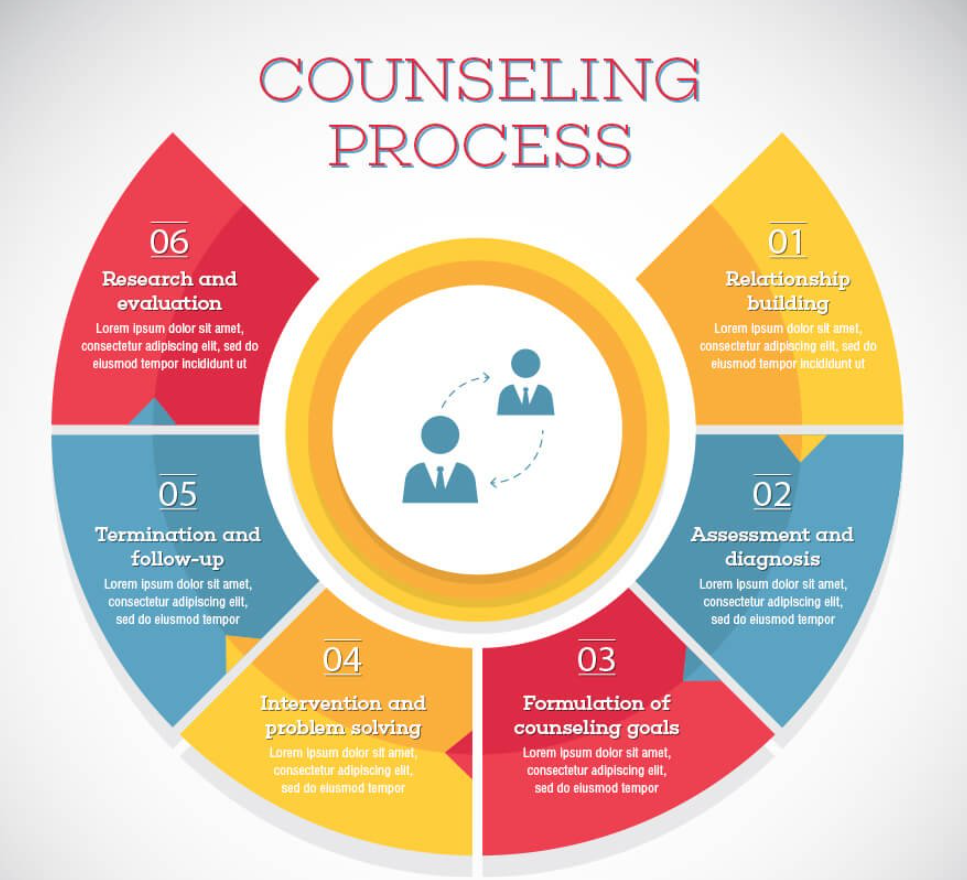 COUNSELING
PROCESS
01
Relationship
building
Lorem ipsum dolor sit amet,
consectetur adipiscing elit, sed do
eiusmod tempor incididunt ut
02
Assessment and
diagnosis
Lorem ipsum dolor sit amet,
consectetur adipiscing elit,
sed do eiusmod tempor
03
Formulation of
counseling goals
Lorem ipsum dolor sit amet,
consectetur adipiscing elit,
sed do eiusmod tempor
04
Intervention and
problem solving
Lorem ipsum dolor sit amet,
consectetur adipiscing elit,
sed do eiusmod tempor
05
Termination and
follow-up
Lorem ipsum dolor sit amet,
consectetur adipiscing elit,
sed do eiusmod tempor
06
Research and
evaluation
Lorem ipsum dolor sit amet,
consectetur adipiscing elit, sed do
eiusmod tempor incididunt ut